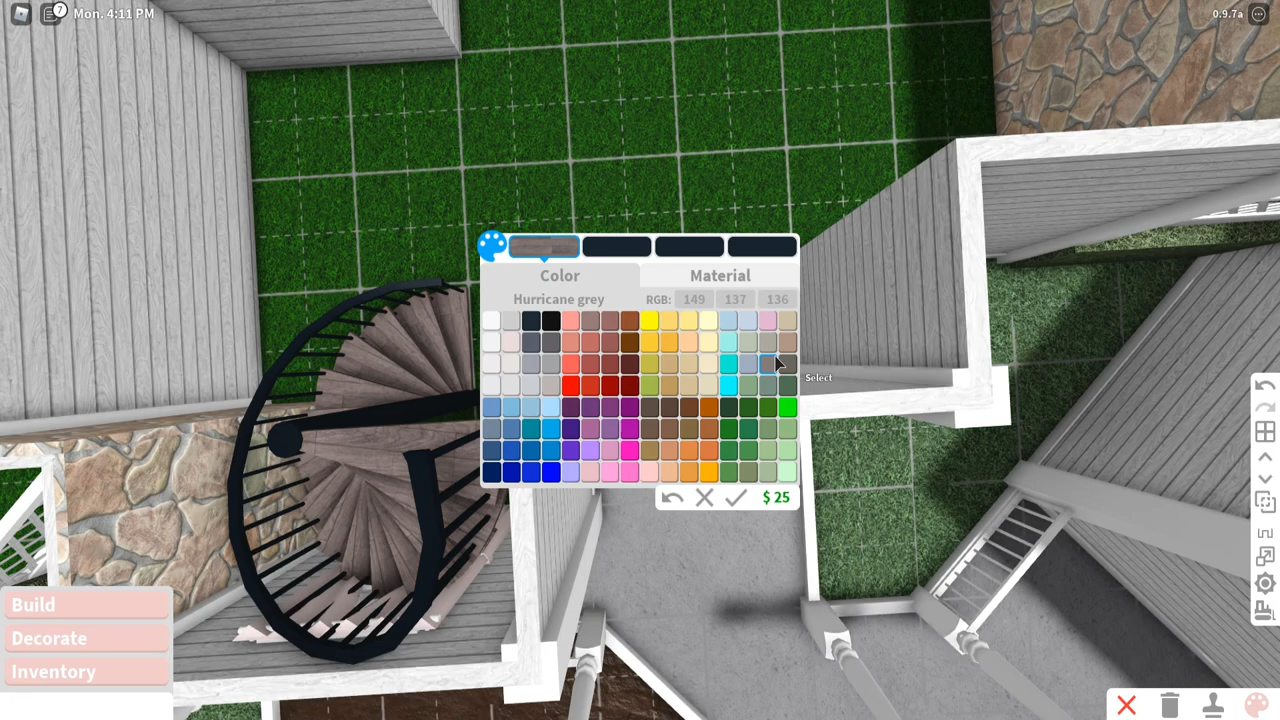 7
Mon. 4:11 PM
0.9.7a
Color
Material
Hurricane grey
RGB: 149 137 136
Select
$ 25
Build
Decorate
Inventory